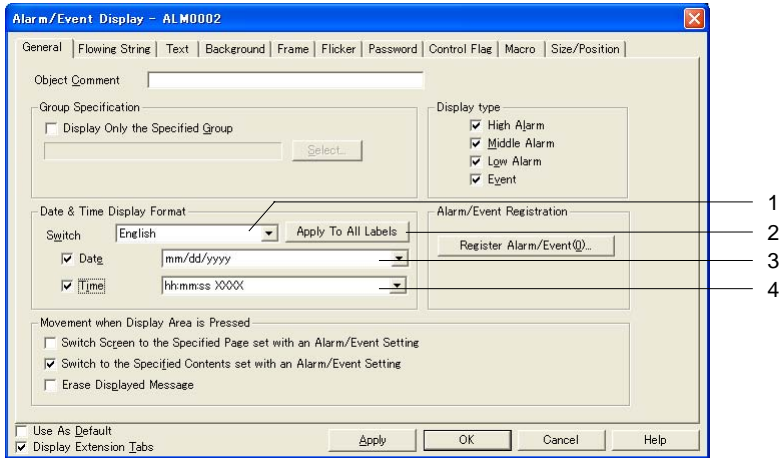 Alarm/Event Display - ALM0002
General Flowing String Text Background Frame Flicker Password Control Flag Macro Size/Position
Object Comment
Group Specification
Display Only the Specified Group
Select...
Display type
High Alarm
Middle Alarm
Low Alarm
Event
Date & Time Display Format
Switch English Apply To All Labels
Date mm/dd/yyyy
Time hh:mm:ss XXXX
Alarm/Event Registration
Register Alarm/Event(O)...
1
2
3
4
Movement when Display Area is Pressed
Switch Screen to the Specified Page set with an Alarm/Event Setting
Switch to the Specified Contents set with an Alarm/Event Setting
Erase Displayed Message
Use As Default
Display Extension Tabs
Apply OK Cancel Help